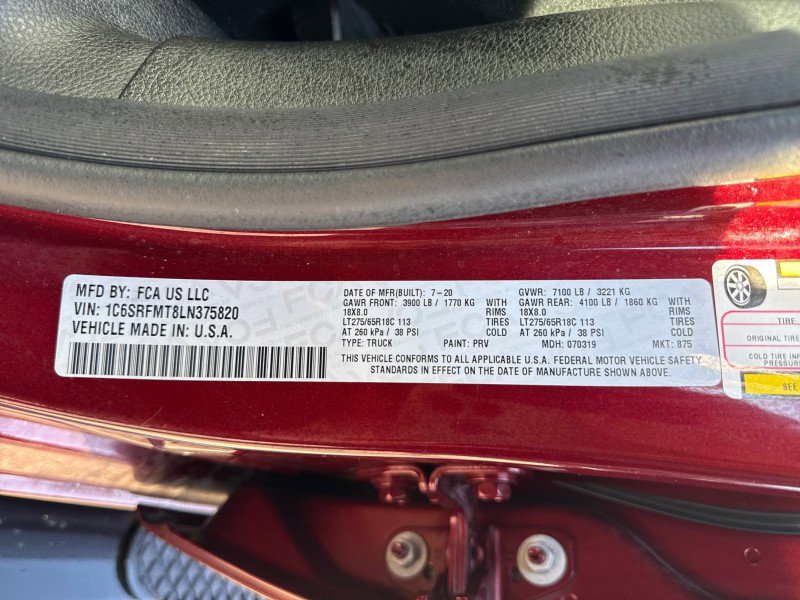 MFD BY: FCA US LLC
VIN: 1C6SRFMT8LN375820
VEHICLE MADE IN U.S.A.
DATE OF MFR(BUILT): 7-20 GVWR: 7100 LB / 3221 KG
GAWR FRONT: 3900 LB / 1770 KG WITH GAWR REAR: 4100 LB / 1860 KG WITH
18X8.0 RIMS 18X8.0 RIMS
LT275/65R18C 113 TIRES LT275/65R18C 113 TIRES
AT 260 kPa / 38 PSI COLD AT 260 kPa / 38 PSI COLD
TYPE: TRUCK PAINT: PRV MDH: 070319 MKT: 875
THIS VEHICLE CONFORMS TO ALL APPLICABLE U.S.A. FEDERAL MOTOR VEHICLE SAFETY
STANDARDS IN EFFECT ON THE DATE OF MANUFACTURE SHOWN ABOVE.
ORIGINAL TIRE
COLD TIRE
PRESSURE
SEE